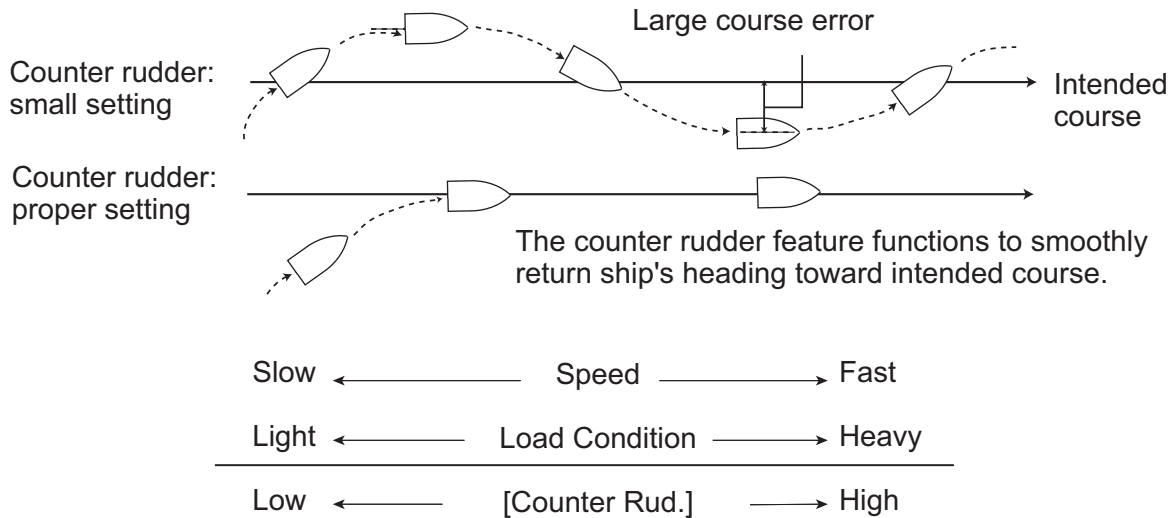 Large course error
Counter rudder:
small setting
Intended
course
Counter rudder:
proper setting
The counter rudder feature functions to smoothly
return ship's heading toward intended course.
Slow Speed Fast
Light Load Condition Heavy
Low [Counter Rud.] High